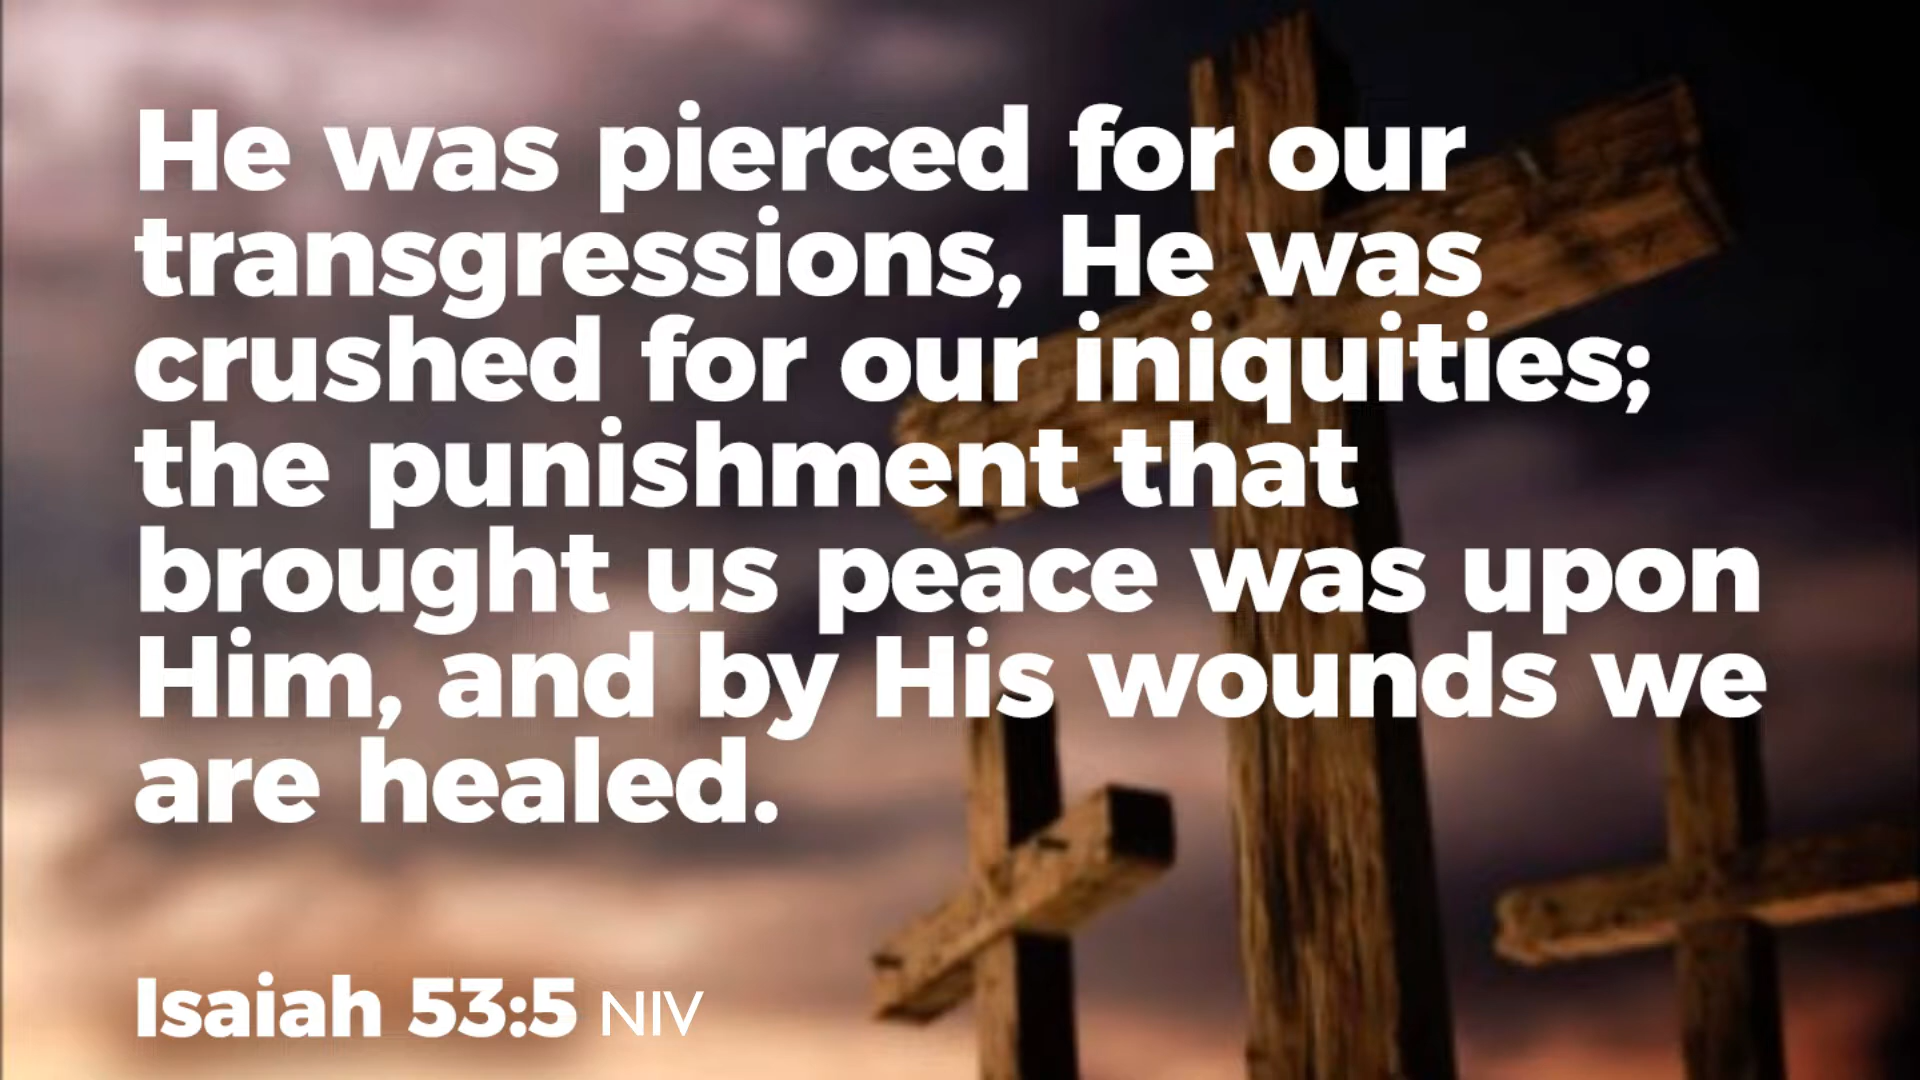 He was pierced for our
transgressions, He was
crushed for our iniquities;
the punishment that
brought us peace was upon
Him, and by His wounds we
are healed.
Isaiah 53:5 NIV